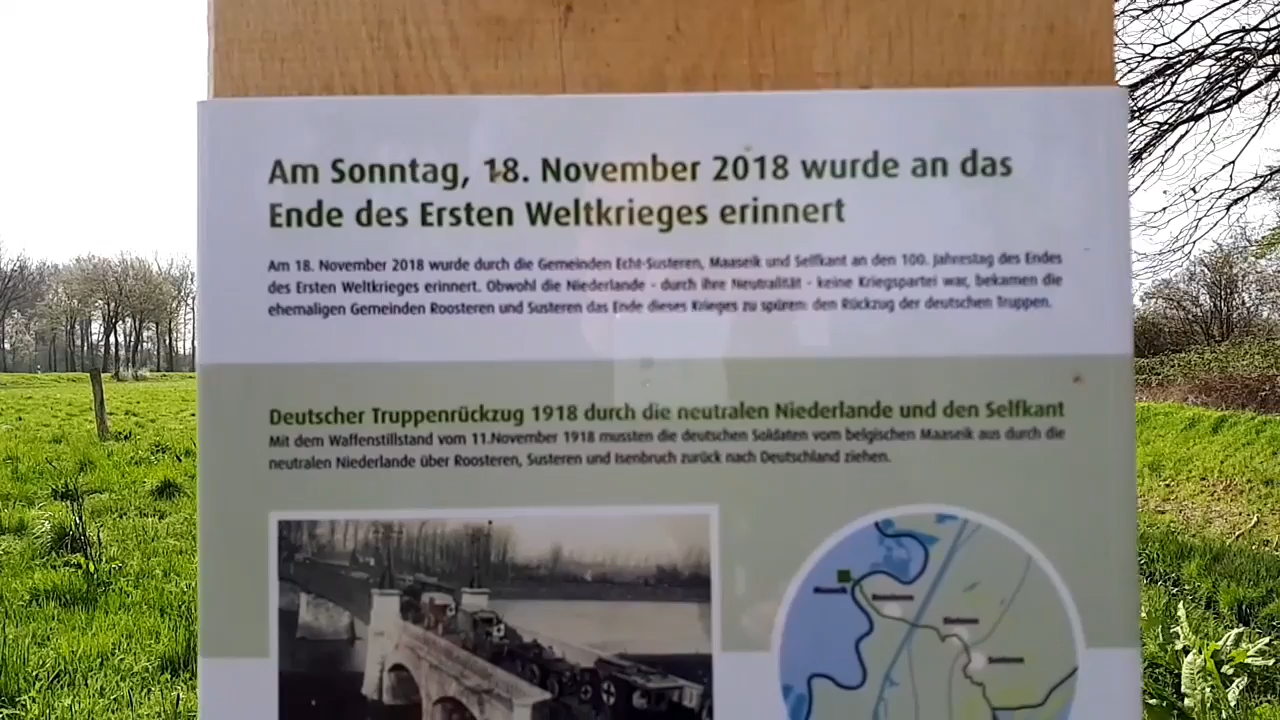 Am Sonntag, 18. November 2018 wurde an das
Ende des Ersten Weltkrieges erinnert
Am 18. November 2018 wurde durch die Gemeinden Echt-Susteren, Maaseik und Selfkant an den 100. Jahrestag des Endes
des Ersten Weltkrieges erinnert. Obwohl die Niederlande - durch ihre Neutralität - keine Kriegspartei war, bekamen die
ehemaligen Gemeinden Roosteren und Susteren das Ende dieses Krieges zu spüren: den Rückzug der deutschen Truppen.
Deutscher Truppenrückzug 1918 durch die neutralen Niederlande und den Selfkant
Mit dem Waffenstillstand vom 11.November 1918 mussten die deutschen Soldaten vom belgischen Maaseik aus durch die
neutralen Niederlande über Roosteren, Susteren und Isenbruch zurück nach Deutschland ziehen.
Maaseik
Roosteren